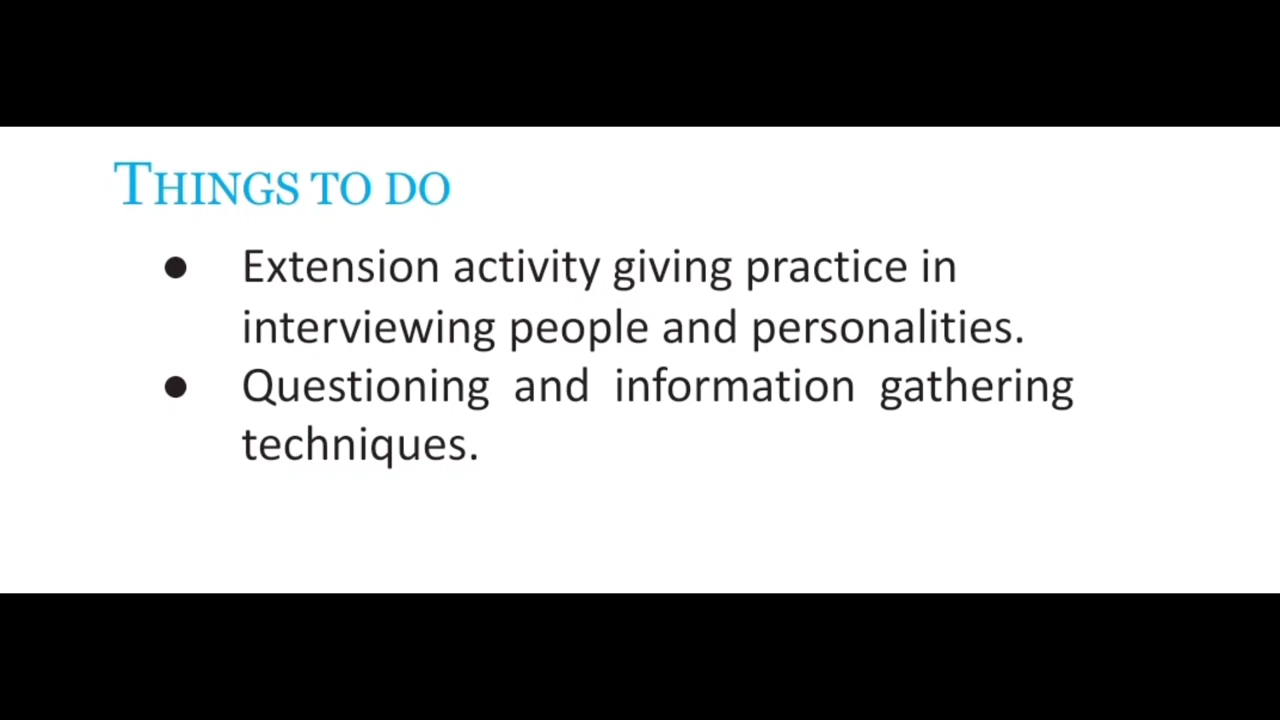 THINGS TO DO
● Extension activity giving practice in
interviewing people and personalities.
● Questioning and information gathering
techniques.